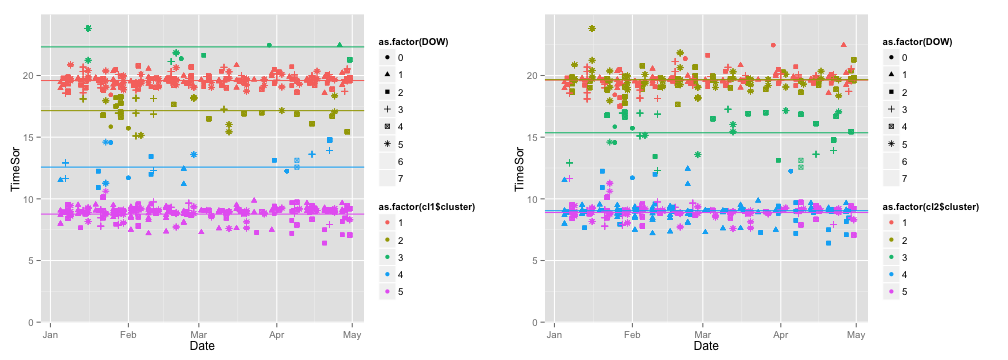 TimeSor
20
15
10
5
0
Jan
Feb
Mar
Apr
May
Date
as.factor(DOW)
0
1
2
3
4
5
6
7
as.factor(cl1$cluster)
1
2
3
4
5
TimeSor
20
15
10
5
0
Jan
Feb
Mar
Apr
May
Date
as.factor(DOW)
0
1
2
3
4
5
6
7
as.factor(cl2$cluster)
1
2
3
4
5